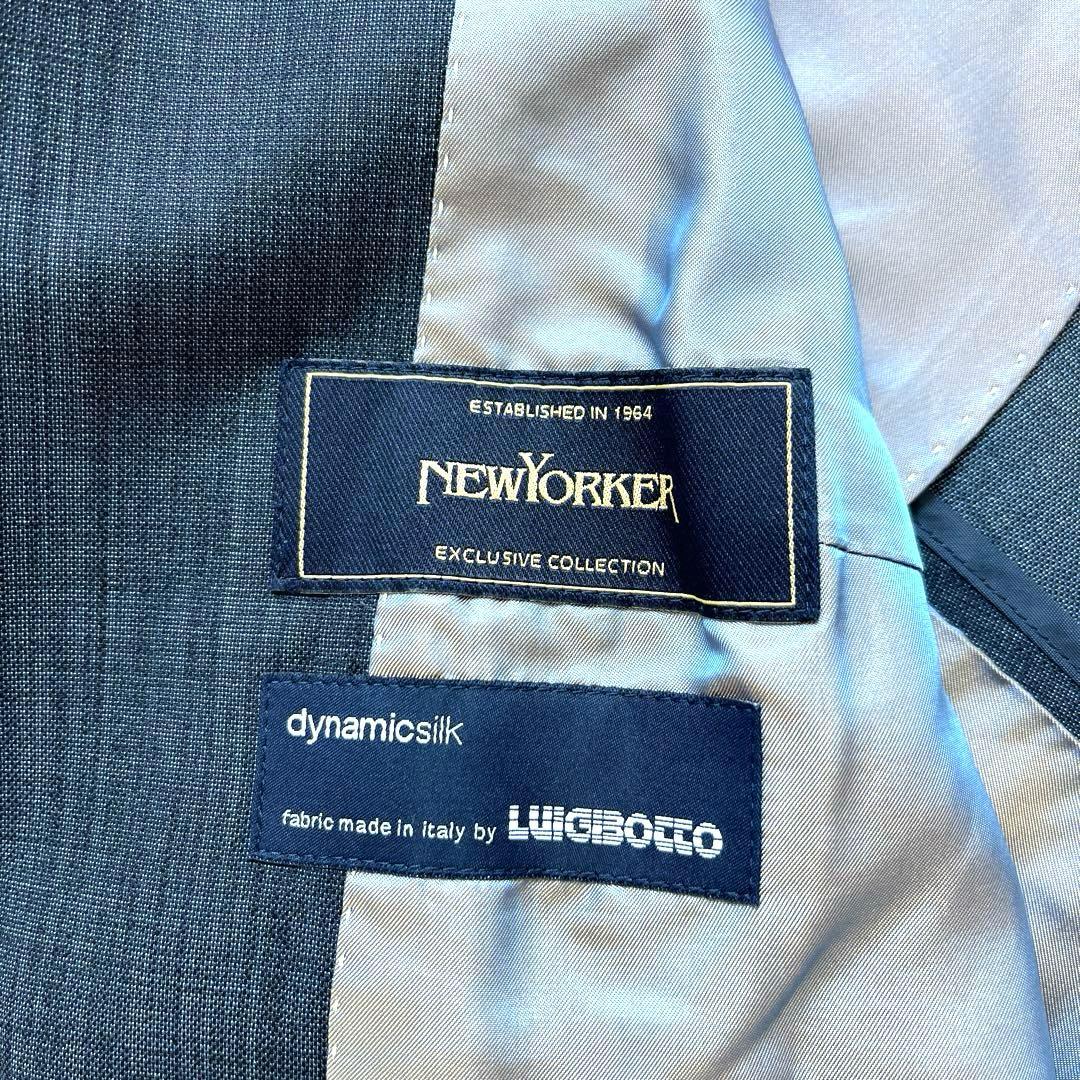 ESTABLISHED IN 1964
NEWYORKER
EXCLUSIVE COLLECTION
dynamicsilk
fabric made in italy by LUIGIBOTTO